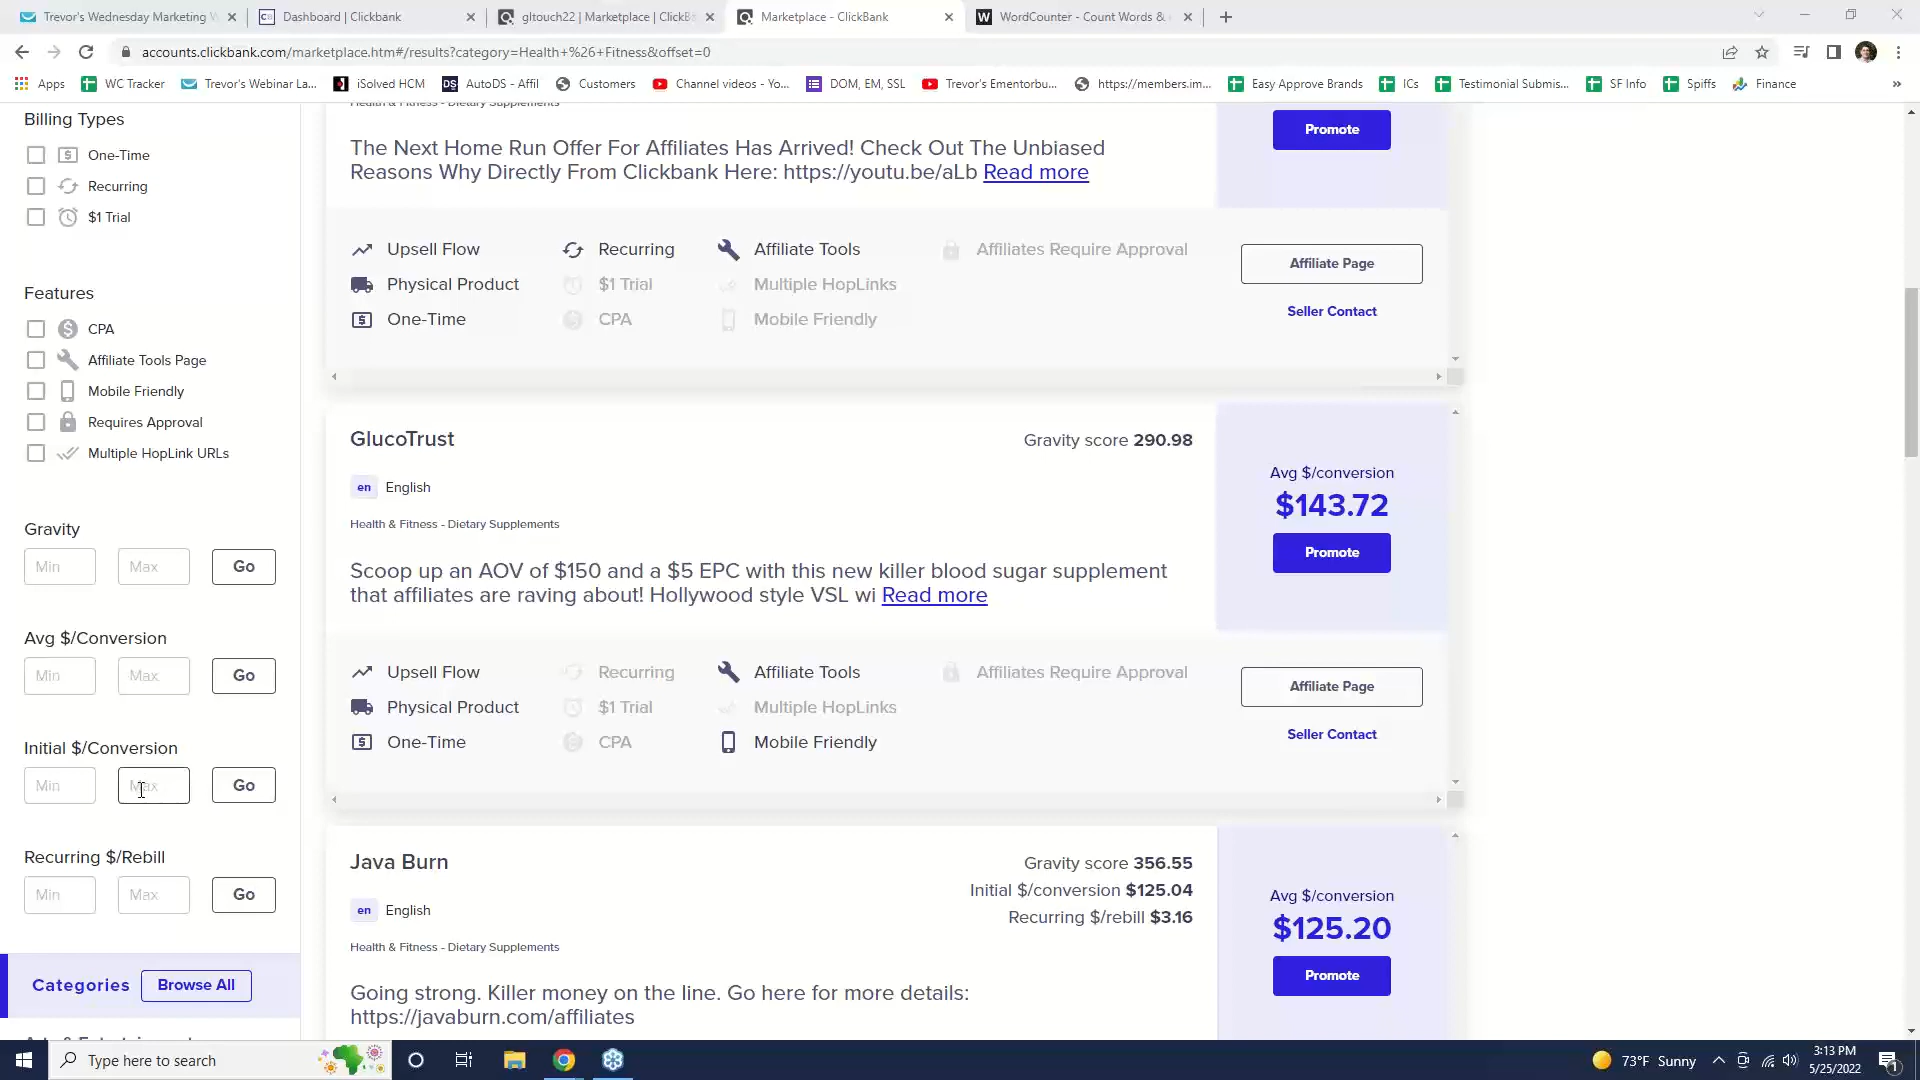 Trevor's Wednesday Marketing W
Dashboard | Clickbank
gltouch22 | Marketplace | ClickB
Marketplace - ClickBank
WordCounter - Count Words &
accounts.clickbank.com/marketplace.htm#/results?category=Health+%26+Fitness&offset=0
Apps
WC Tracker
Trevor's Webinar La...
iSolved HCM
AutoDS - Affil
Customers
Channel videos - Yo...
DOM, EM, SSL
Trevor's Ementorbu...
https://members.im...
Easy Approve Brands
ICs
Testimonial Submis...
SF Info
Spiffs
Finance
»
Billing Types
One-Time
Recurring
$1 Trial
Features
CPA
Affiliate Tools Page
Mobile Friendly
Requires Approval
Multiple HopLink URLs
Gravity
Min Max Go
Avg $/Conversion
Min Max Go
Initial $/Conversion
Min Max Go
Recurring $/Rebill
Min Max Go
Categories Browse All
Health & Fitness - Dietary Supplements
The Next Home Run Offer For Affiliates Has Arrived! Check Out The Unbiased
Reasons Why Directly From Clickbank Here: https://youtu.be/aLb Read more
Promote
Upsell Flow Recurring Affiliate Tools Affiliates Require Approval
Physical Product $1 Trial Multiple HopLinks
One-Time CPA Mobile Friendly
Affiliate Page
Seller Contact
GlucoTrust
Gravity score 290.98
en English
Health & Fitness - Dietary Supplements
Scoop up an AOV of $150 and a $5 EPC with this new killer blood sugar supplement
that affiliates are raving about! Hollywood style VSL wi Read more
Avg $/conversion
$143.72
Promote
Upsell Flow Recurring Affiliate Tools Affiliates Require Approval
Physical Product $1 Trial Multiple HopLinks
One-Time CPA Mobile Friendly
Affiliate Page
Seller Contact
Java Burn
Gravity score 356.55
Initial $/conversion $125.04
Recurring $/rebill $3.16
en English
Health & Fitness - Dietary Supplements
Going strong. Killer money on the line. Go here for more details:
https://javaburn.com/affiliates
Avg $/conversion
$125.20
Promote
Type here to search
73°F Sunny
3:13 PM
5/25/2022
1